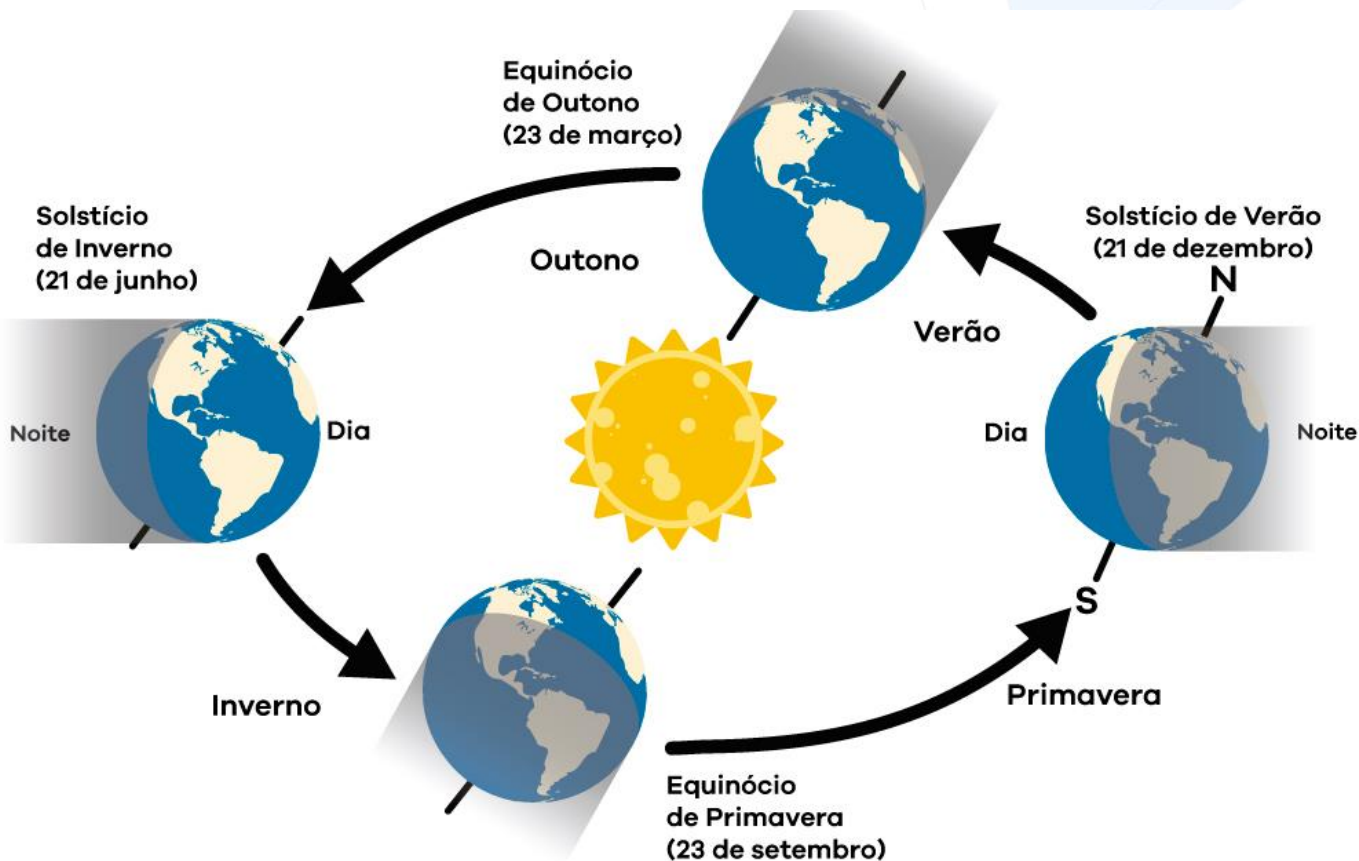 Equinócio
de Outono
(23 de março)
Solstício de Verão
(21 de dezembro)
N
Solstício
de Inverno
(21 de junho)
Outono
Verão
Noite
Dia
Dia
Noite
S
Inverno
Primavera
Equinócio
de Primavera
(23 de setembro)